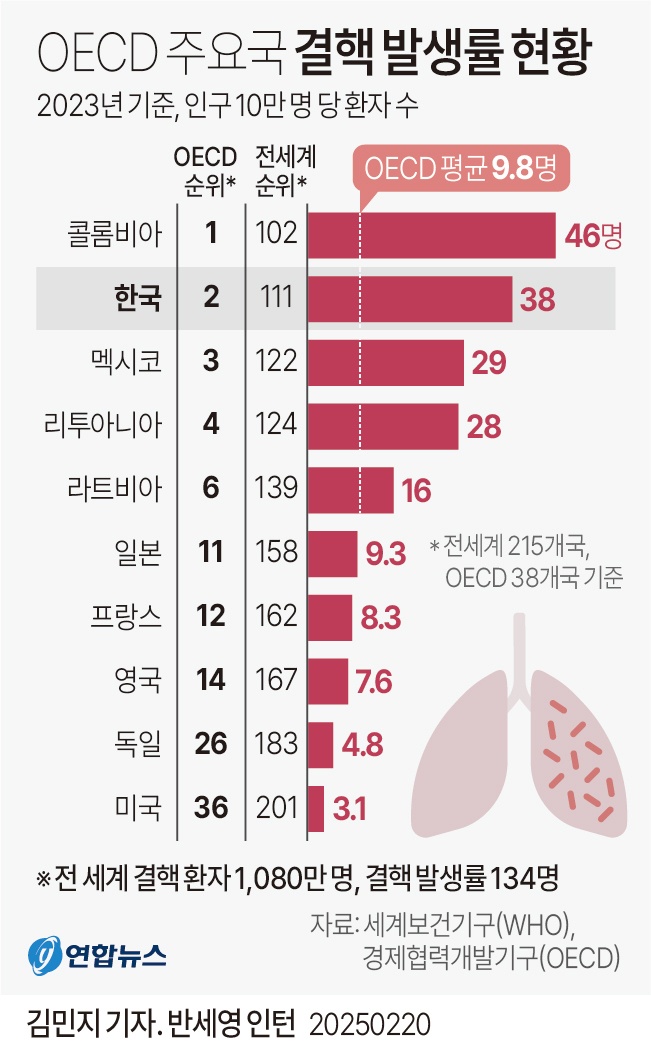 OECD 주요국 결핵 발생률 현황
2023년 기준, 인구 10만 명 당 환자 수
OECD 순위* 전세계 순위*
OECD 평균 9.8명
콜롬비아 1 102 46명
한국 2 111 38
멕시코 3 122 29
리투아니아 4 124 28
라트비아 6 139 16
일본 11 158 9.3
프랑스 12 162 8.3
영국 14 167 7.6
독일 26 183 4.8
미국 36 201 3.1
* 전세계 215개국,
OECD 38개국 기준
※ 전 세계 결핵 환자 1,080만 명, 결핵 발생률 134명
자료: 세계보건기구(WHO),
경제협력개발기구(OECD)
y 연합뉴스
김민지 기자. 반세영 인턴 20250220